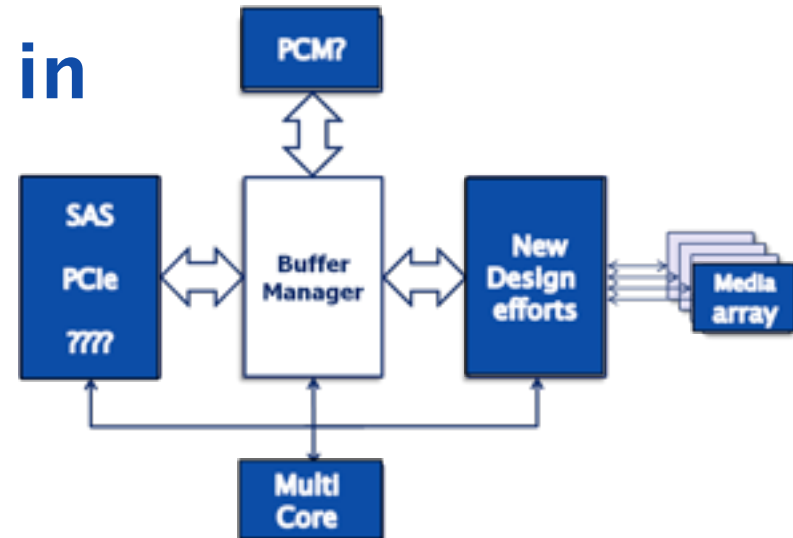 in
PCM?
SAS
PCIe
????
Buffer
Manager
New
Design
efforts
Media
array
Multi
Core